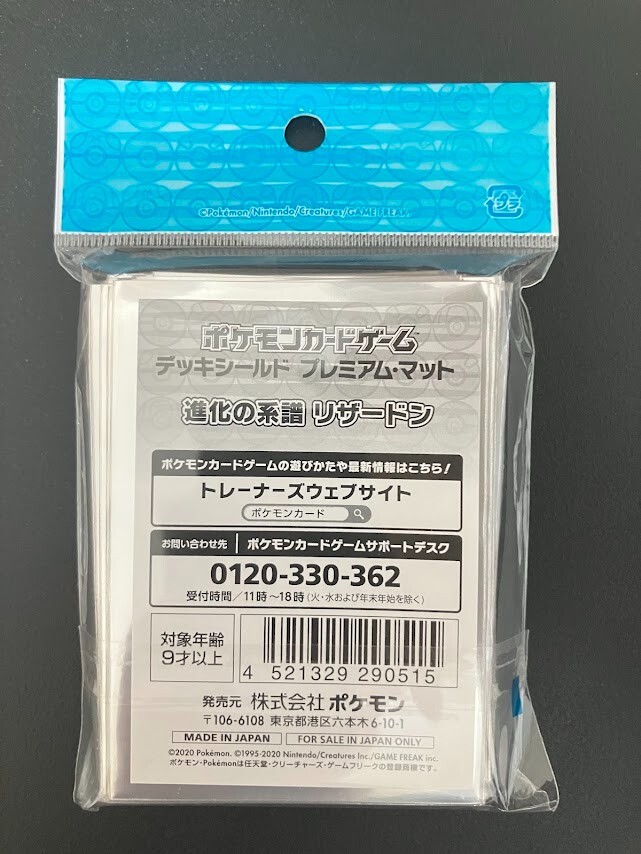 ©Pokémon/Nintendo/Creatures/GAME FREAK
プラ
ポケモンカードゲーム
デッキシールド プレミアム・マット
進化の系譜 リザードン
ポケモンカードゲームの遊びかたや最新情報はこちら!
トレーナーズウェブサイト
ポケモンカード
お問い合わせ先 ポケモンカードゲームサポートデスク
0120-330-362
受付時間/11時~18時(火・水および年末年始を除く)
対象年齢
9才以上
4 521329 290515
発売元 株式会社ポケモン
〒106-6108 東京都港区六本木6-10-1
MADE IN JAPAN FOR SALE IN JAPAN ONLY
©2020 Pokémon. ©1995-2020 Nintendo/Creatures Inc./GAME FREAK inc.
ポケモン・Pokémonは任天堂・クリーチャーズ・ゲームフリークの登録商標です。